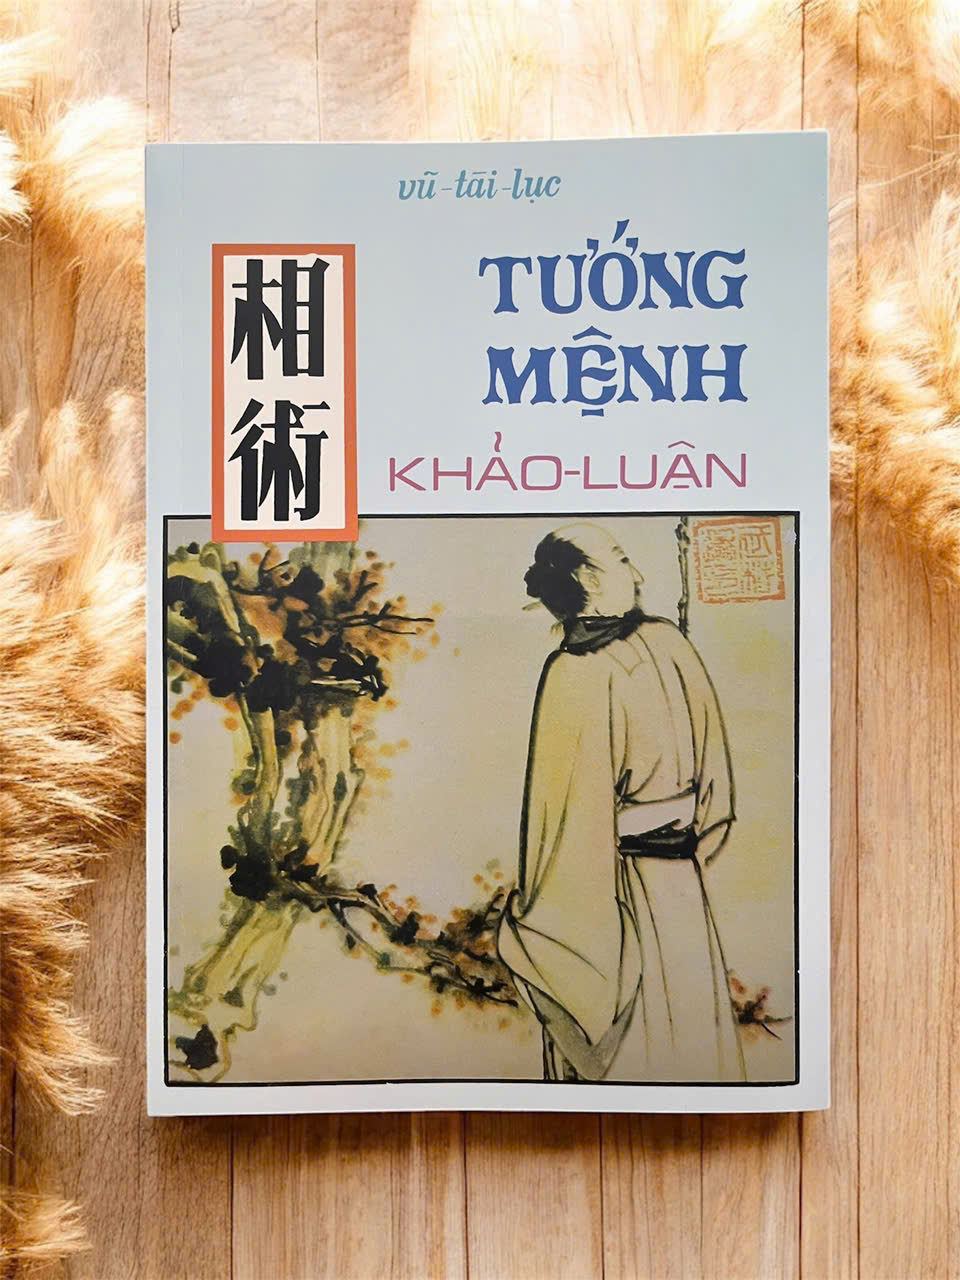 vũ-tài-lục
相術
TƯỚNG
MỆNH
KHẢO-LUẬN